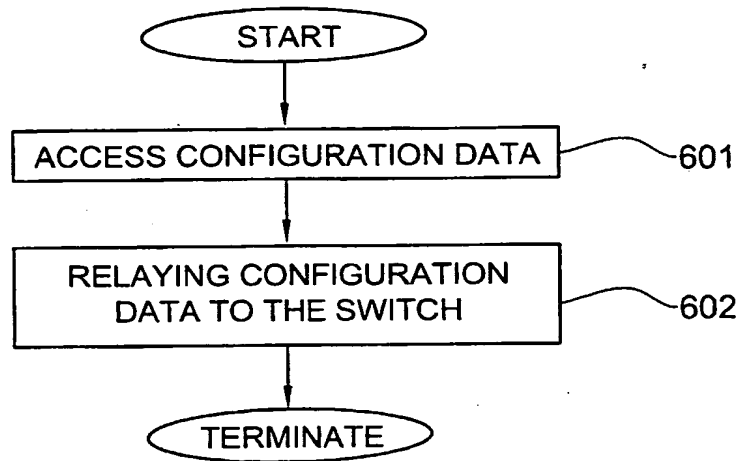 START
ACCESS CONFIGURATION DATA
601
RELAYING CONFIGURATION
DATA TO THE SWITCH
602
TERMINATE